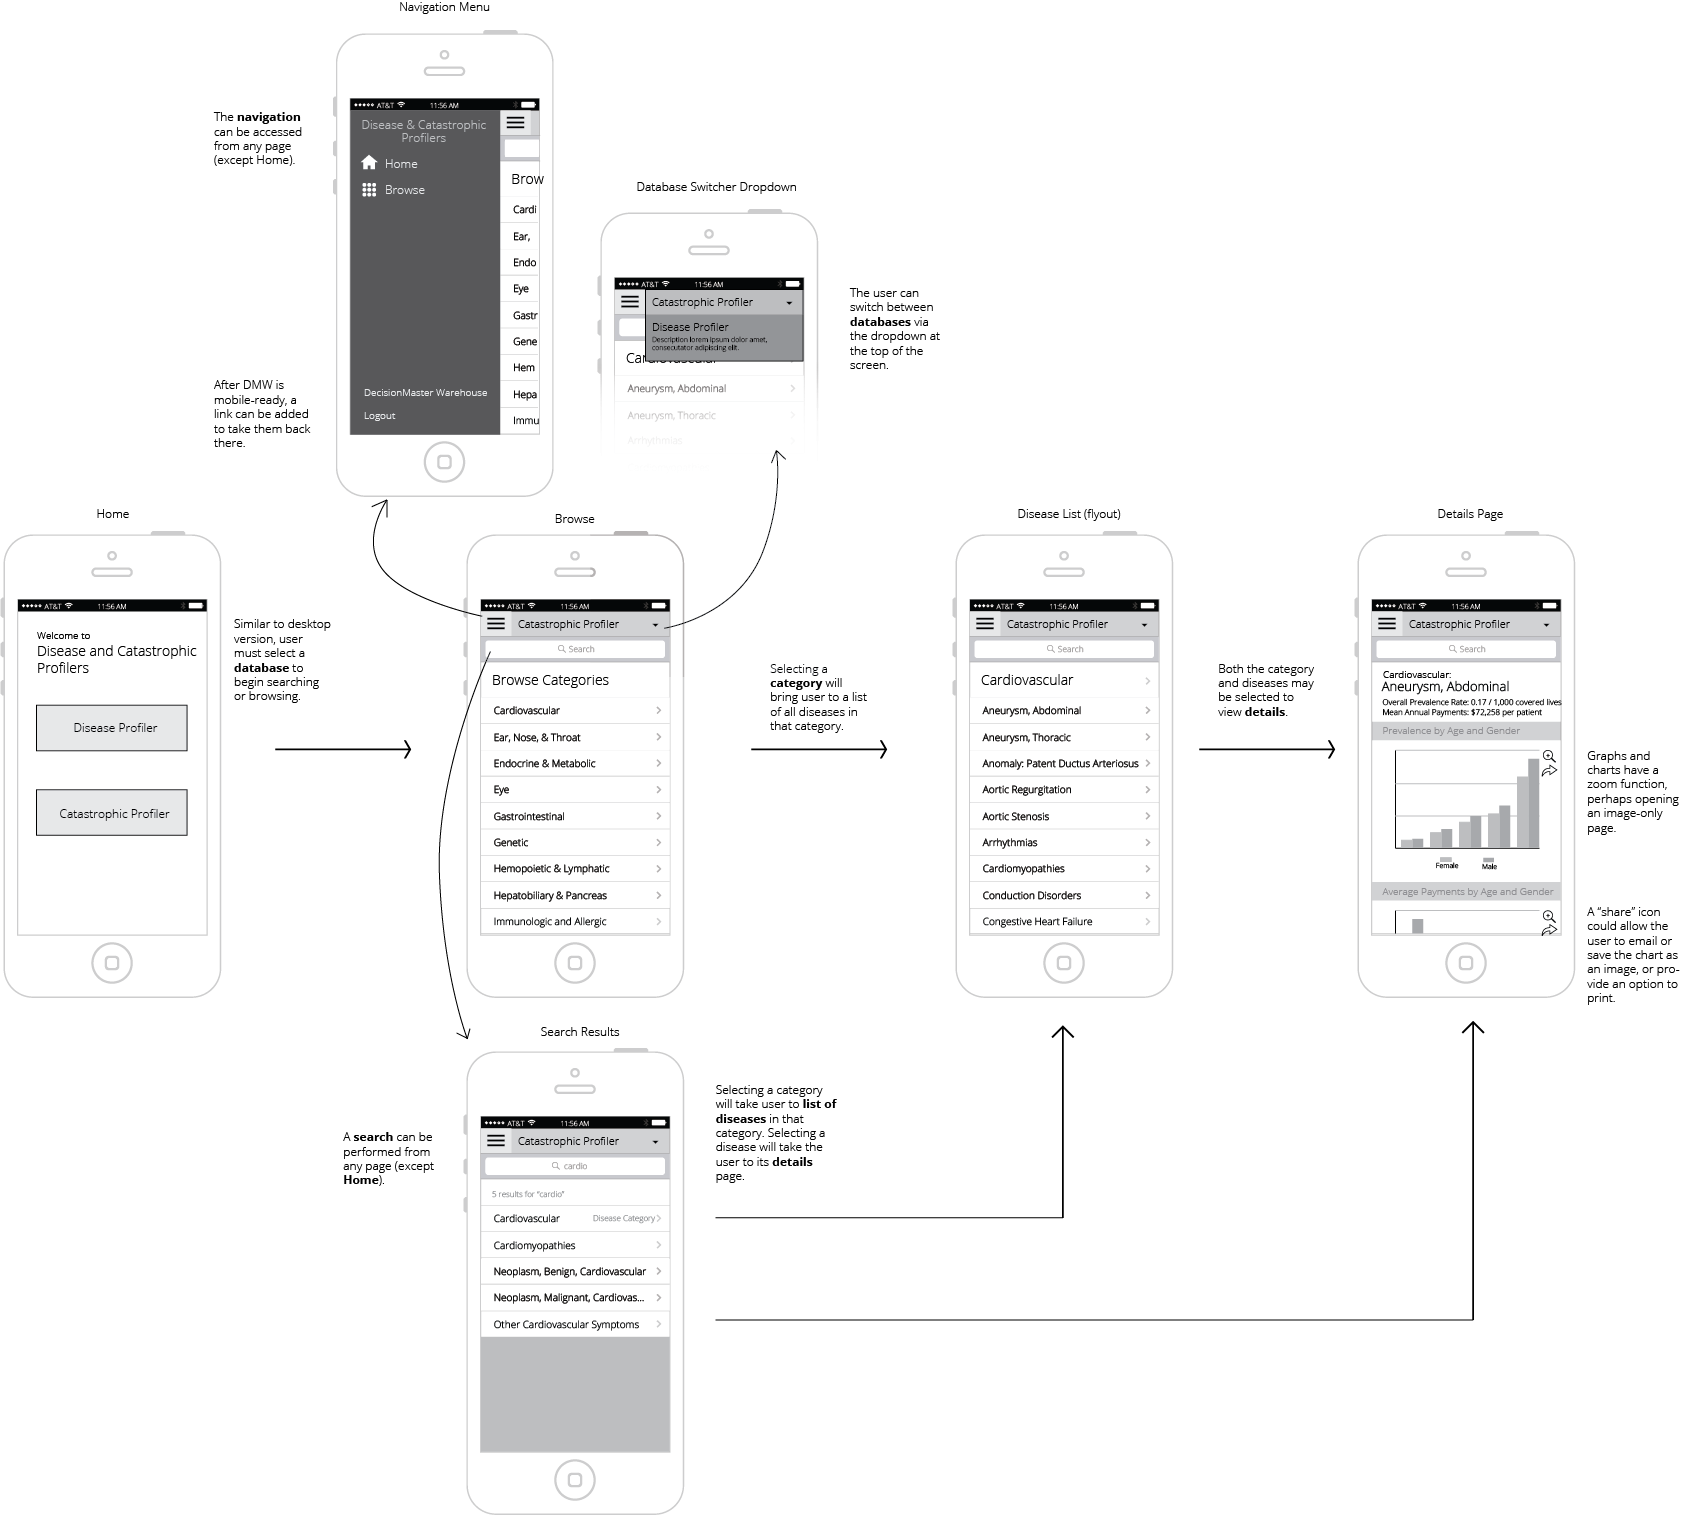 Navigation Menu
The navigation
can be accessed
from any page
(except Home).
AT&T 11:56 AM
Disease & Catastrophic
Profilers
Home
Browse
Brow
Cardi
Ear,
Endo
Eye
Gastr
Gene
Hem
Hepa
Immu
DecisionMaster Warehouse
Logout
After DMW is
mobile-ready, a
link can be added
to take them back
there.
Database Switcher Dropdown
AT&T 11:56 AM
Catastrophic Profiler
Disease Profiler
Description lorem ipsum dolor amet,
consecutator adipiscing elit.
Cardiovascular
Aneurysm, Abdominal
Aneurysm, Thoracic
Arrhythmias
The user can
switch between
databases via
the dropdown at
the top of the
screen.
Home
AT&T 11:56 AM
Welcome to
Disease and Catastrophic
Profilers
Disease Profiler
Catastrophic Profiler
Similar to desktop
version, user
must select a
database to
begin searching
or browsing.
Browse
AT&T 11:56 AM
Catastrophic Profiler
Search
Browse Categories
Cardiovascular
Ear, Nose, & Throat
Endocrine & Metabolic
Eye
Gastrointestinal
Genetic
Hemopoietic & Lymphatic
Hepatobiliary & Pancreas
Immunologic and Allergic
Selecting a
category will
bring user to a list
of all diseases in
that category.
Disease List (flyout)
AT&T 11:56 AM
Catastrophic Profiler
Search
Cardiovascular
Aneurysm, Abdominal
Aneurysm, Thoracic
Anomaly: Patent Ductus Arteriosus
Aortic Regurgitation
Aortic Stenosis
Arrhythmias
Cardiomyopathies
Conduction Disorders
Congestive Heart Failure
Both the category
and diseases may
be selected to
view details.
Details Page
AT&T 11:56 AM
Catastrophic Profiler
Search
Cardiovascular:
Aneurysm, Abdominal
Overall Prevalence Rate: 0.17 / 1,000 covered lives
Mean Annual Payments: $72,258 per patient
Prevalence by Age and Gender
Female Male
Average Payments by Age and Gender
Graphs and
charts have a
zoom function,
perhaps opening
an image-only
page.
A “share” icon
could allow the
user to email or
save the chart as
an image, or pro-
vide an option to
print.
Search Results
A search can be
performed from
any page (except
Home).
AT&T 11:56 AM
Catastrophic Profiler
cardio
5 results for “cardio”
Cardiovascular Disease Category
Cardiomyopathies
Neoplasm, Benign, Cardiovascular
Neoplasm, Malignant, Cardiovas...
Other Cardiovascular Symptoms
Selecting a category
will take user to list of
diseases in that
category. Selecting a
disease will take the
user to its details
page.